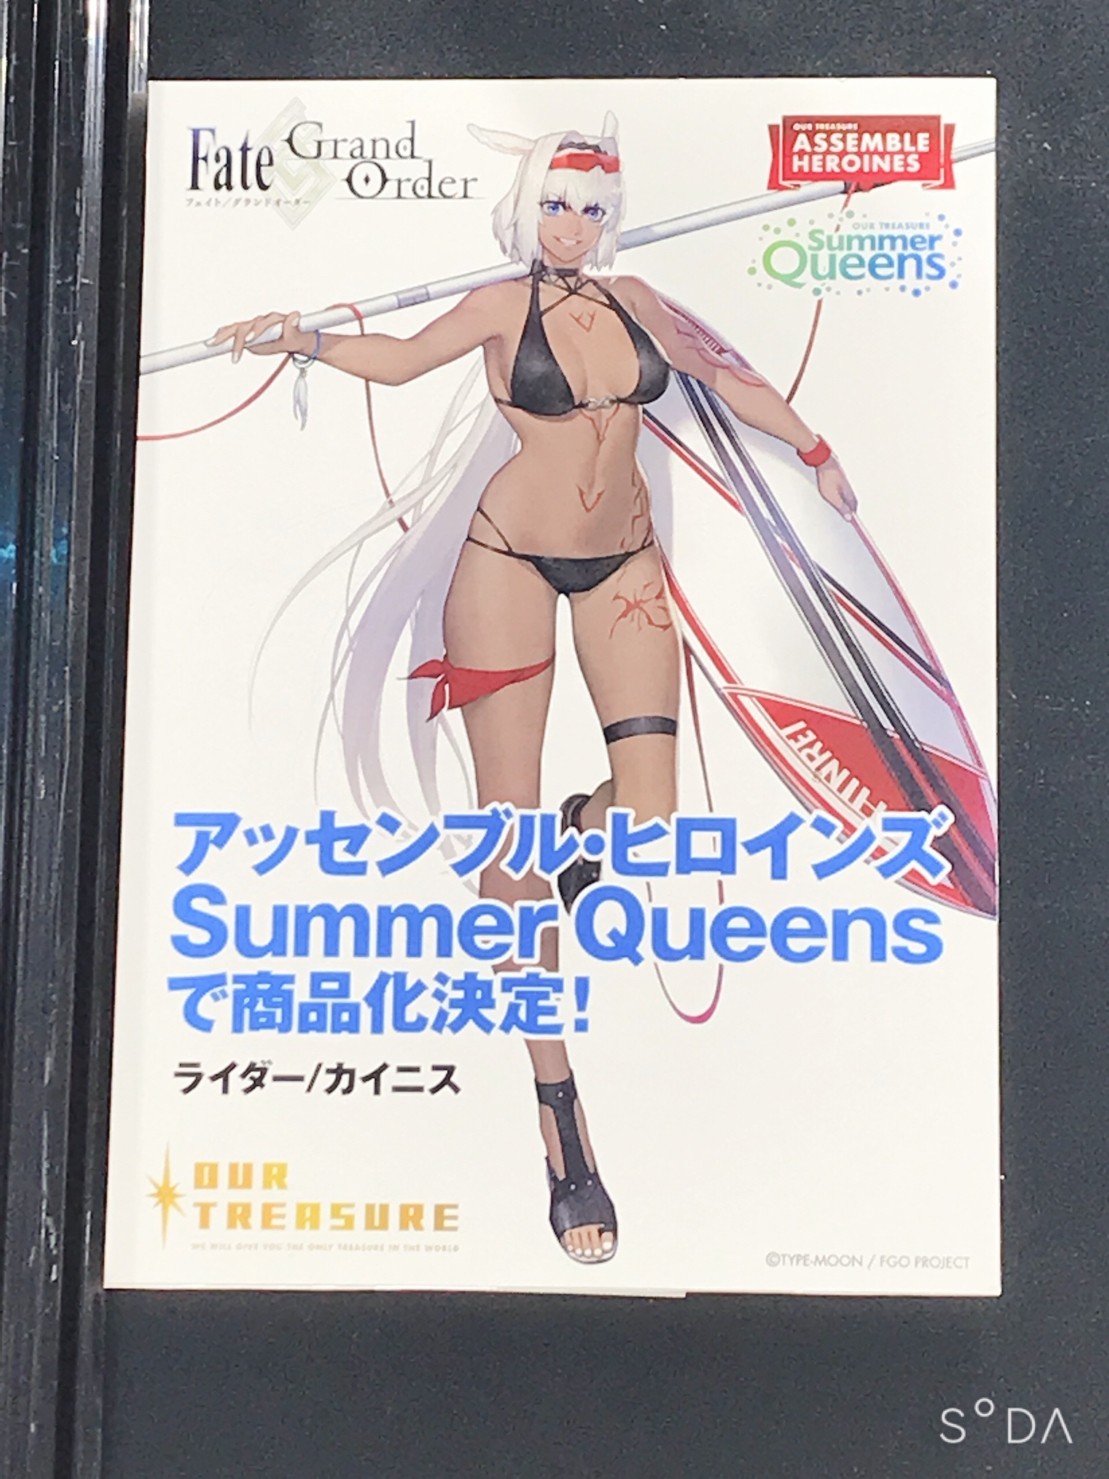 Fate Grand Order
フェイト/グランドオーダー
OUR TREASURE
ASSEMBLE
HEROINES
OUR TREASURE
Summer
Queens
アッセンブル・ヒロインズ
Summer Queens
で商品化決定!
ライダー/カイニス
OUR
TREASURE
WE WILL GIVE YOU THE ONLY TREASURE IN THE WORLD
©TYPE-MOON / FGO PROJECT
SODA